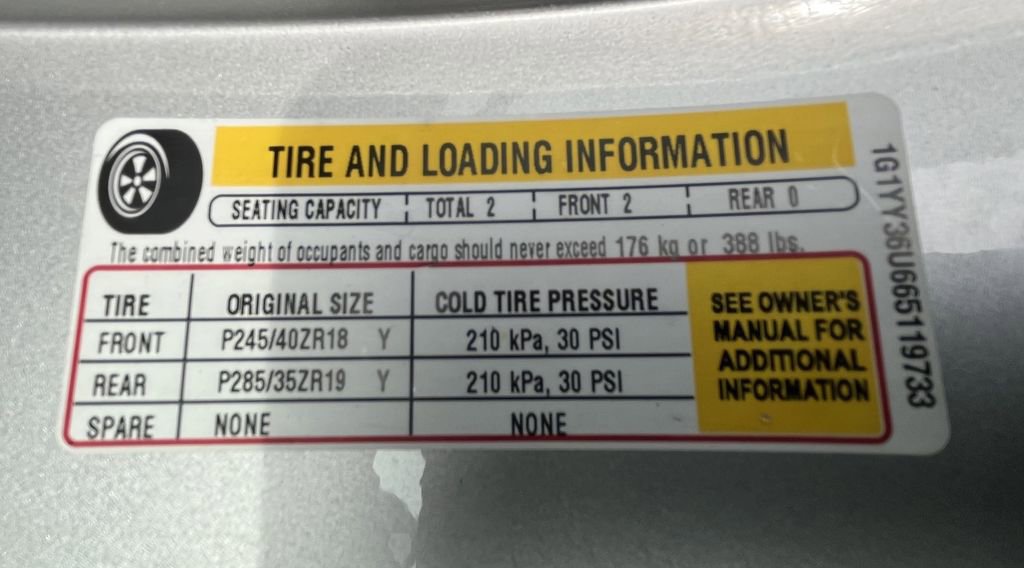 TIRE AND LOADING INFORMATION
SEATING CAPACITY TOTAL 2 FRONT 2 REAR 0
The combined weight of occupants and cargo should never exceed 176 kg or 388 lbs.
TIRE ORIGINAL SIZE COLD TIRE PRESSURE
FRONT P245/40ZR18 Y 210 kPa, 30 PSI
REAR P285/35ZR19 Y 210 kPa, 30 PSI
SPARE NONE NONE
SEE OWNER'S
MANUAL FOR
ADDITIONAL
INFORMATION
1G1YY36U665119733